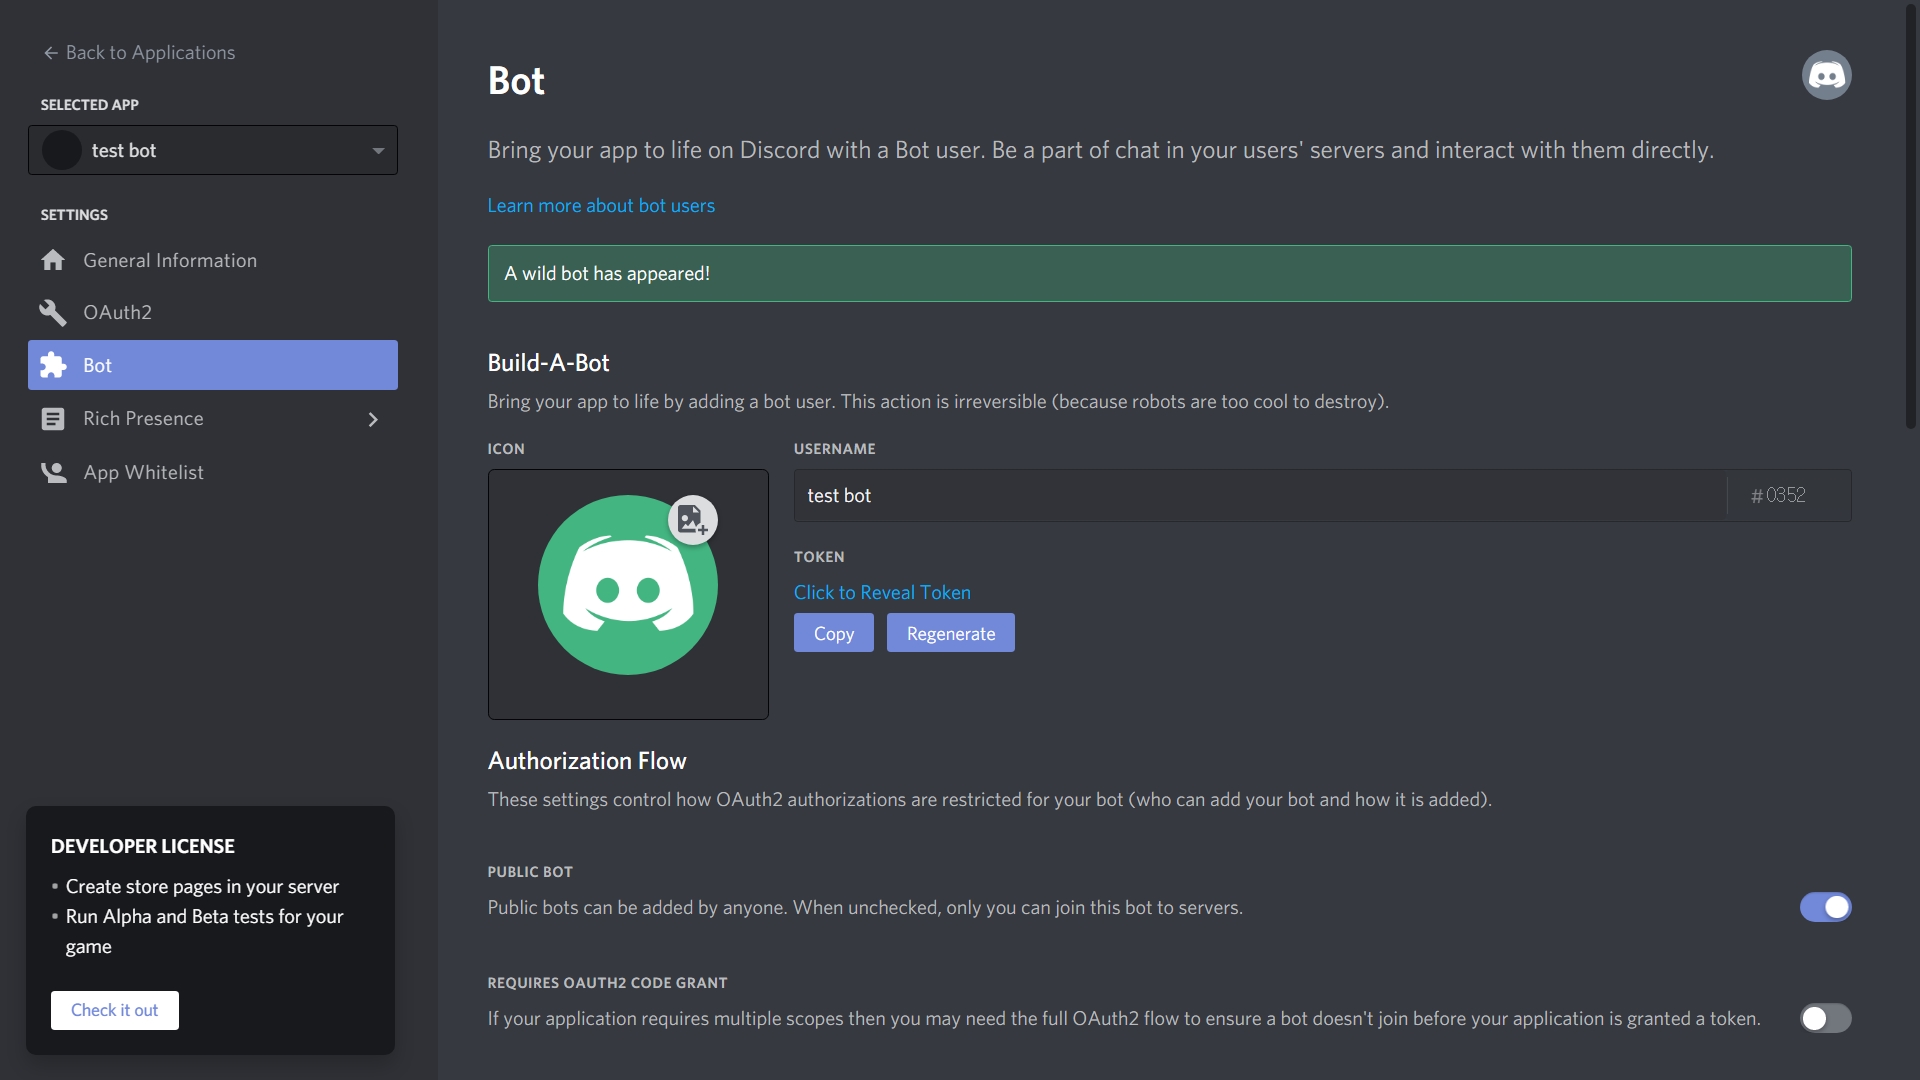 Back to Applications
SELECTED APP
test bot
SETTINGS
General Information
OAuth2
Bot
Rich Presence
App Whitelist
DEVELOPER LICENSE
• Create store pages in your server
• Run Alpha and Beta tests for your
game
Check it out
Bot
Bring your app to life on Discord with a Bot user. Be a part of chat in your users' servers and interact with them directly.
Learn more about bot users
A wild bot has appeared!
Build-A-Bot
Bring your app to life by adding a bot user. This action is irreversible (because robots are too cool to destroy).
ICON
USERNAME
test bot
#0352
TOKEN
Click to Reveal Token
Copy
Regenerate
Authorization Flow
These settings control how OAuth2 authorizations are restricted for your bot (who can add your bot and how it is added).
PUBLIC BOT
Public bots can be added by anyone. When unchecked, only you can join this bot to servers.
REQUIRES OAUTH2 CODE GRANT
If your application requires multiple scopes then you may need the full OAuth2 flow to ensure a bot doesn't join before your application is granted a token.